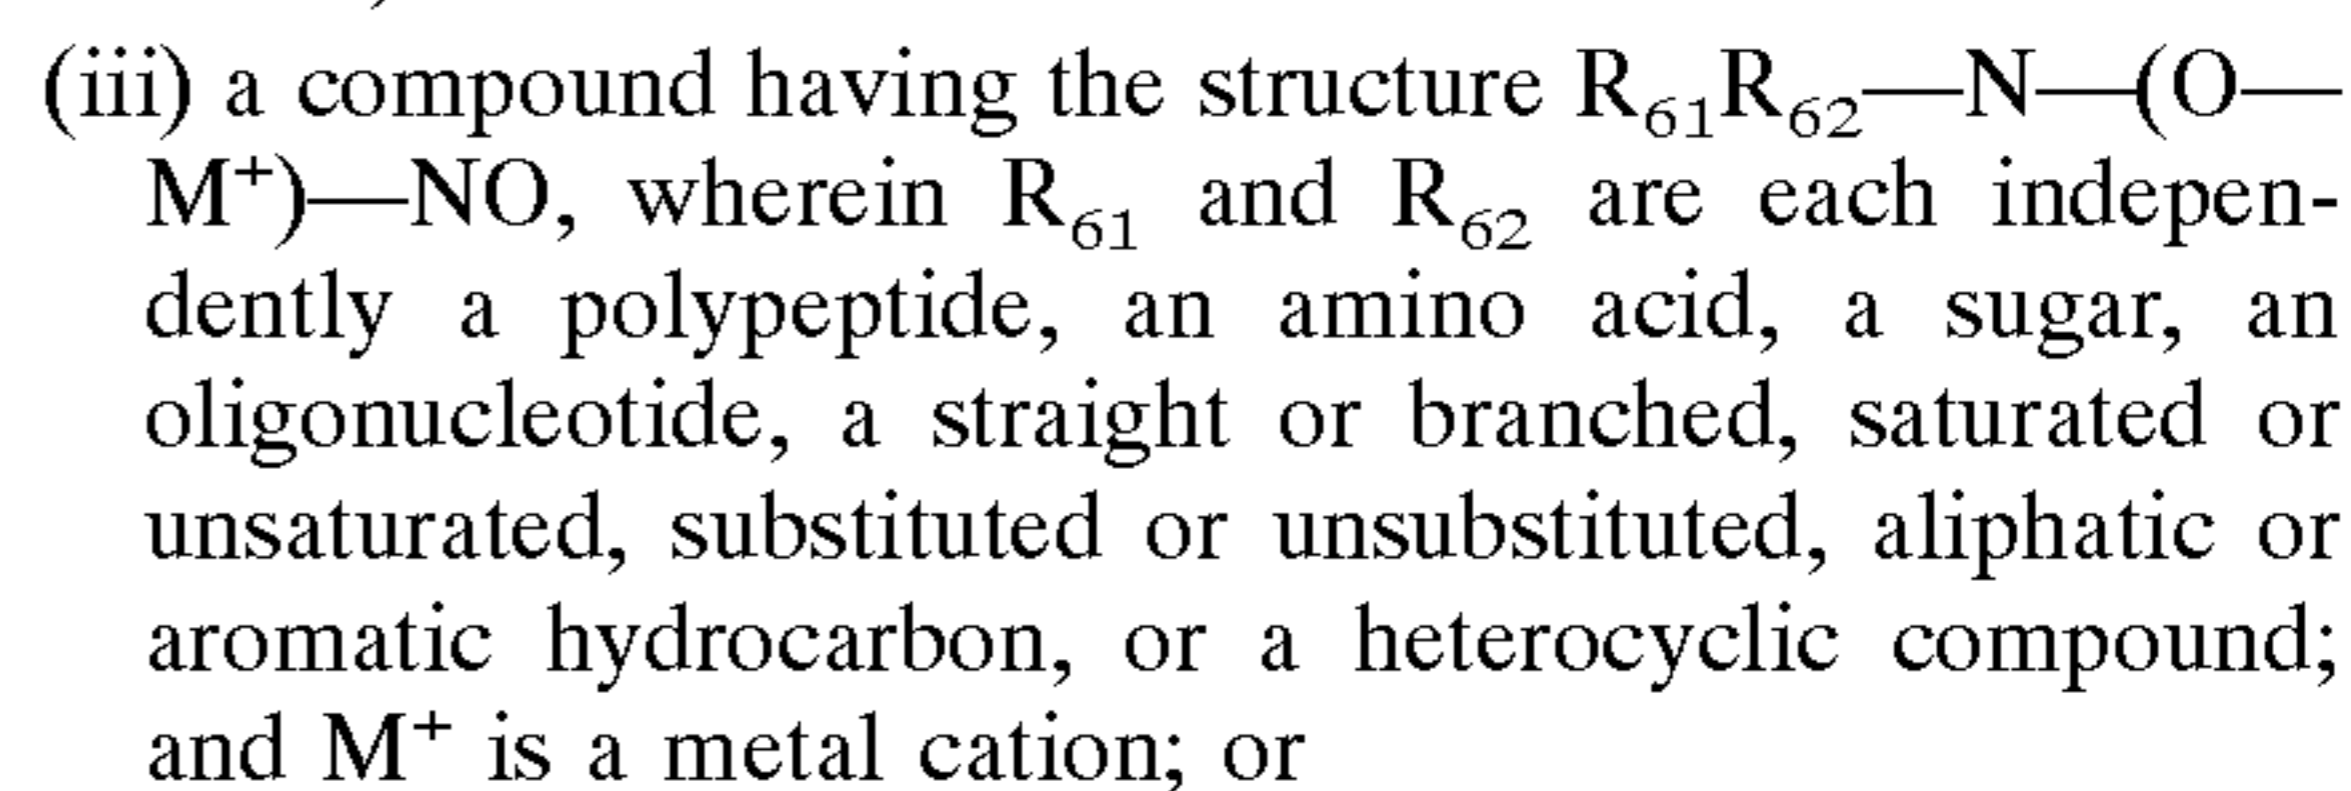 (iii) a compound having the structure R₆₁R₆₂—N—(O—
M⁺)—NO, wherein R₆₁ and R₆₂ are each indepen-
dently a polypeptide, an amino acid, a sugar, an
oligonucleotide, a straight or branched, saturated or
unsaturated, substituted or unsubstituted, aliphatic or
aromatic hydrocarbon, or a heterocyclic compound;
and M⁺ is a metal cation; or